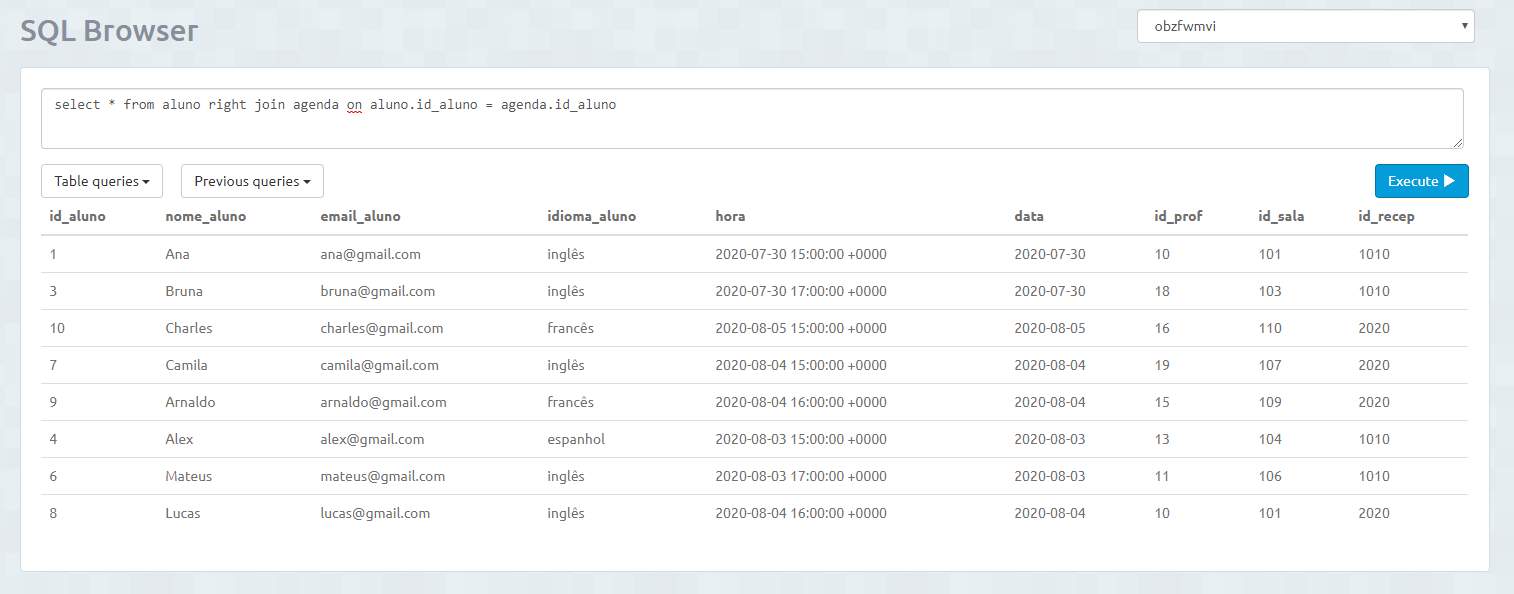 SQL Browser
obzfwmvi
select * from aluno right join agenda on aluno.id_aluno = agenda.id_aluno
Table queries Previous queries Execute
id_aluno nome_aluno email_aluno idioma_aluno hora data id_prof id_sala id_recep
1 Ana ana@gmail.com inglês 2020-07-30 15:00:00 +0000 2020-07-30 10 101 1010
3 Bruna bruna@gmail.com inglês 2020-07-30 17:00:00 +0000 2020-07-30 18 103 1010
10 Charles charles@gmail.com francês 2020-08-05 15:00:00 +0000 2020-08-05 16 110 2020
7 Camila camila@gmail.com inglês 2020-08-04 15:00:00 +0000 2020-08-04 19 107 2020
9 Arnaldo arnaldo@gmail.com francês 2020-08-04 16:00:00 +0000 2020-08-04 15 109 2020
4 Alex alex@gmail.com espanhol 2020-08-03 15:00:00 +0000 2020-08-03 13 104 1010
6 Mateus mateus@gmail.com inglês 2020-08-03 17:00:00 +0000 2020-08-03 11 106 1010
8 Lucas lucas@gmail.com inglês 2020-08-04 16:00:00 +0000 2020-08-04 10 101 2020